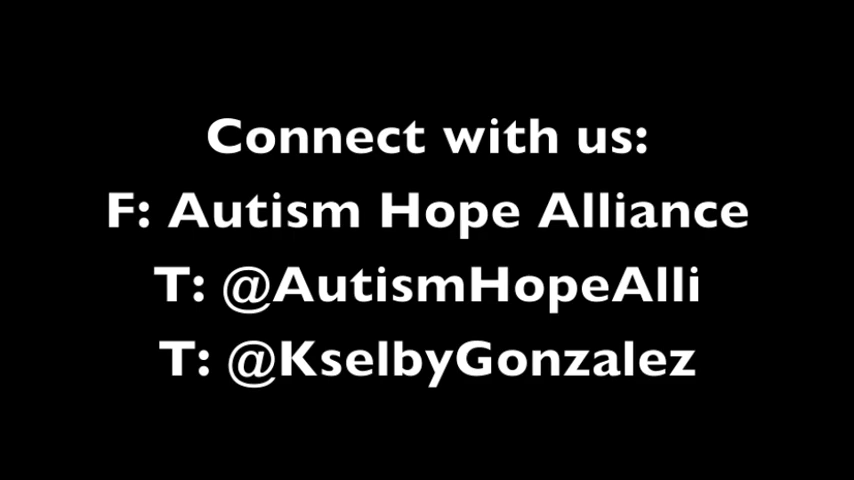 Connect with us:
F: Autism Hope Alliance
T: @AutismHopeAlli
T: @KselbyGonzalez